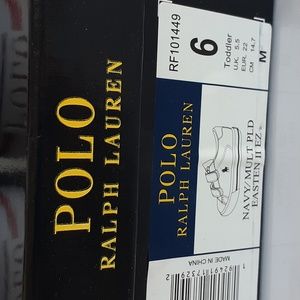 POLO
RALPH LAUREN
RF101449
6
Toddler
U.K. 5.5
EUR. 22
CM 14.7
M
POLO
RALPH LAUREN
NAVY/MULT PLD
EASTEN II EZ
MADE IN CHINA